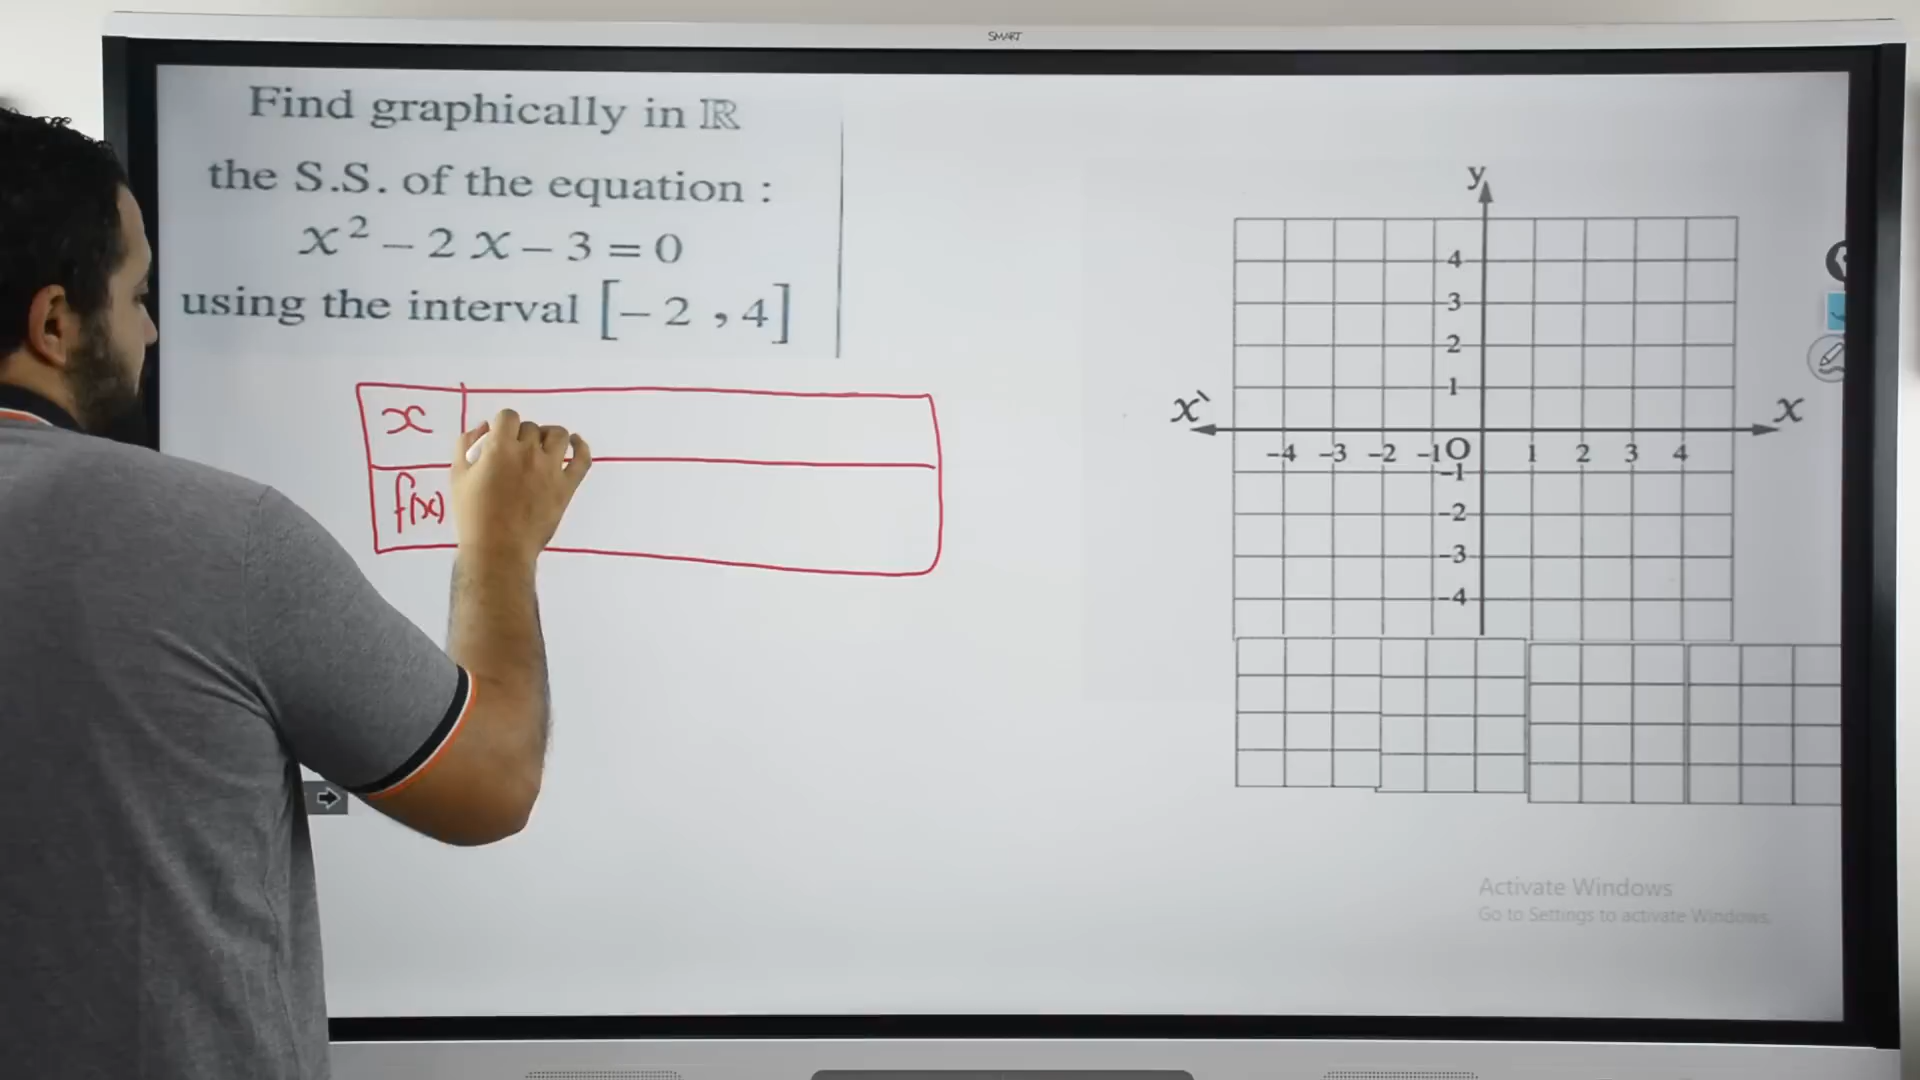 SMART
Find graphically in ℝ
the S.S. of the equation :
x² – 2 x – 3 = 0
using the interval [– 2 , 4]
x
f(x)
y
4
3
2
1
x` x
–4 –3 –2 –1 O 1 2 3 4
–1
–2
–3
–4
Activate Windows
Go to Settings to activate Windows.